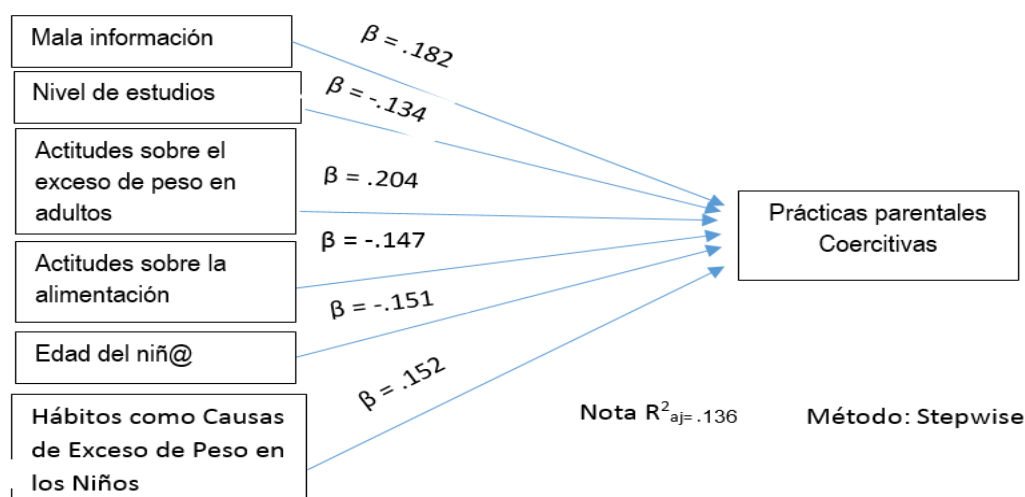 Mala información
β = .182
Nivel de estudios
β = -.134
Actitudes sobre el
exceso de peso en
adultos
β = .204
Actitudes sobre la
alimentación
β = -.147
Edad del niñ@
β = -.151
Hábitos como Causas
de Exceso de Peso en
los Niños
β = .152
Prácticas parentales
Coercitivas
Nota R²aj= .136
Método: Stepwise